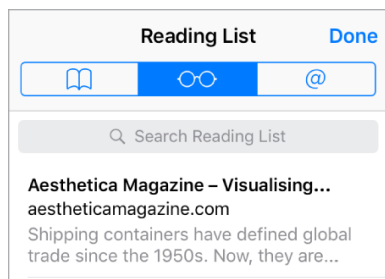 Reading List Done
@
Search Reading List
Aesthetica Magazine – Visualising...
aestheticamagazine.com
Shipping containers have defined global
trade since the 1950s. Now, they are...